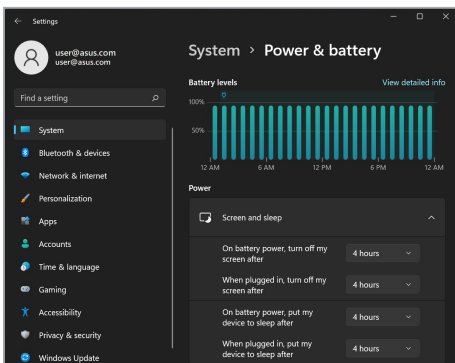 Settings
user@asus.com
user@asus.com
Find a setting
System
Bluetooth & devices
Network & internet
Personalization
Apps
Accounts
Time & language
Gaming
Accessibility
Privacy & security
Windows Update
System > Power & battery
Battery levels
View detailed info
100%
50%
12 AM 6 AM 12 PM 6 PM 12 AM
Power
Screen and sleep
On battery power, turn off my
screen after
4 hours
When plugged in, turn off my
screen after
4 hours
On battery power, put my
device to sleep after
4 hours
When plugged in, put my
device to sleep after
4 hours